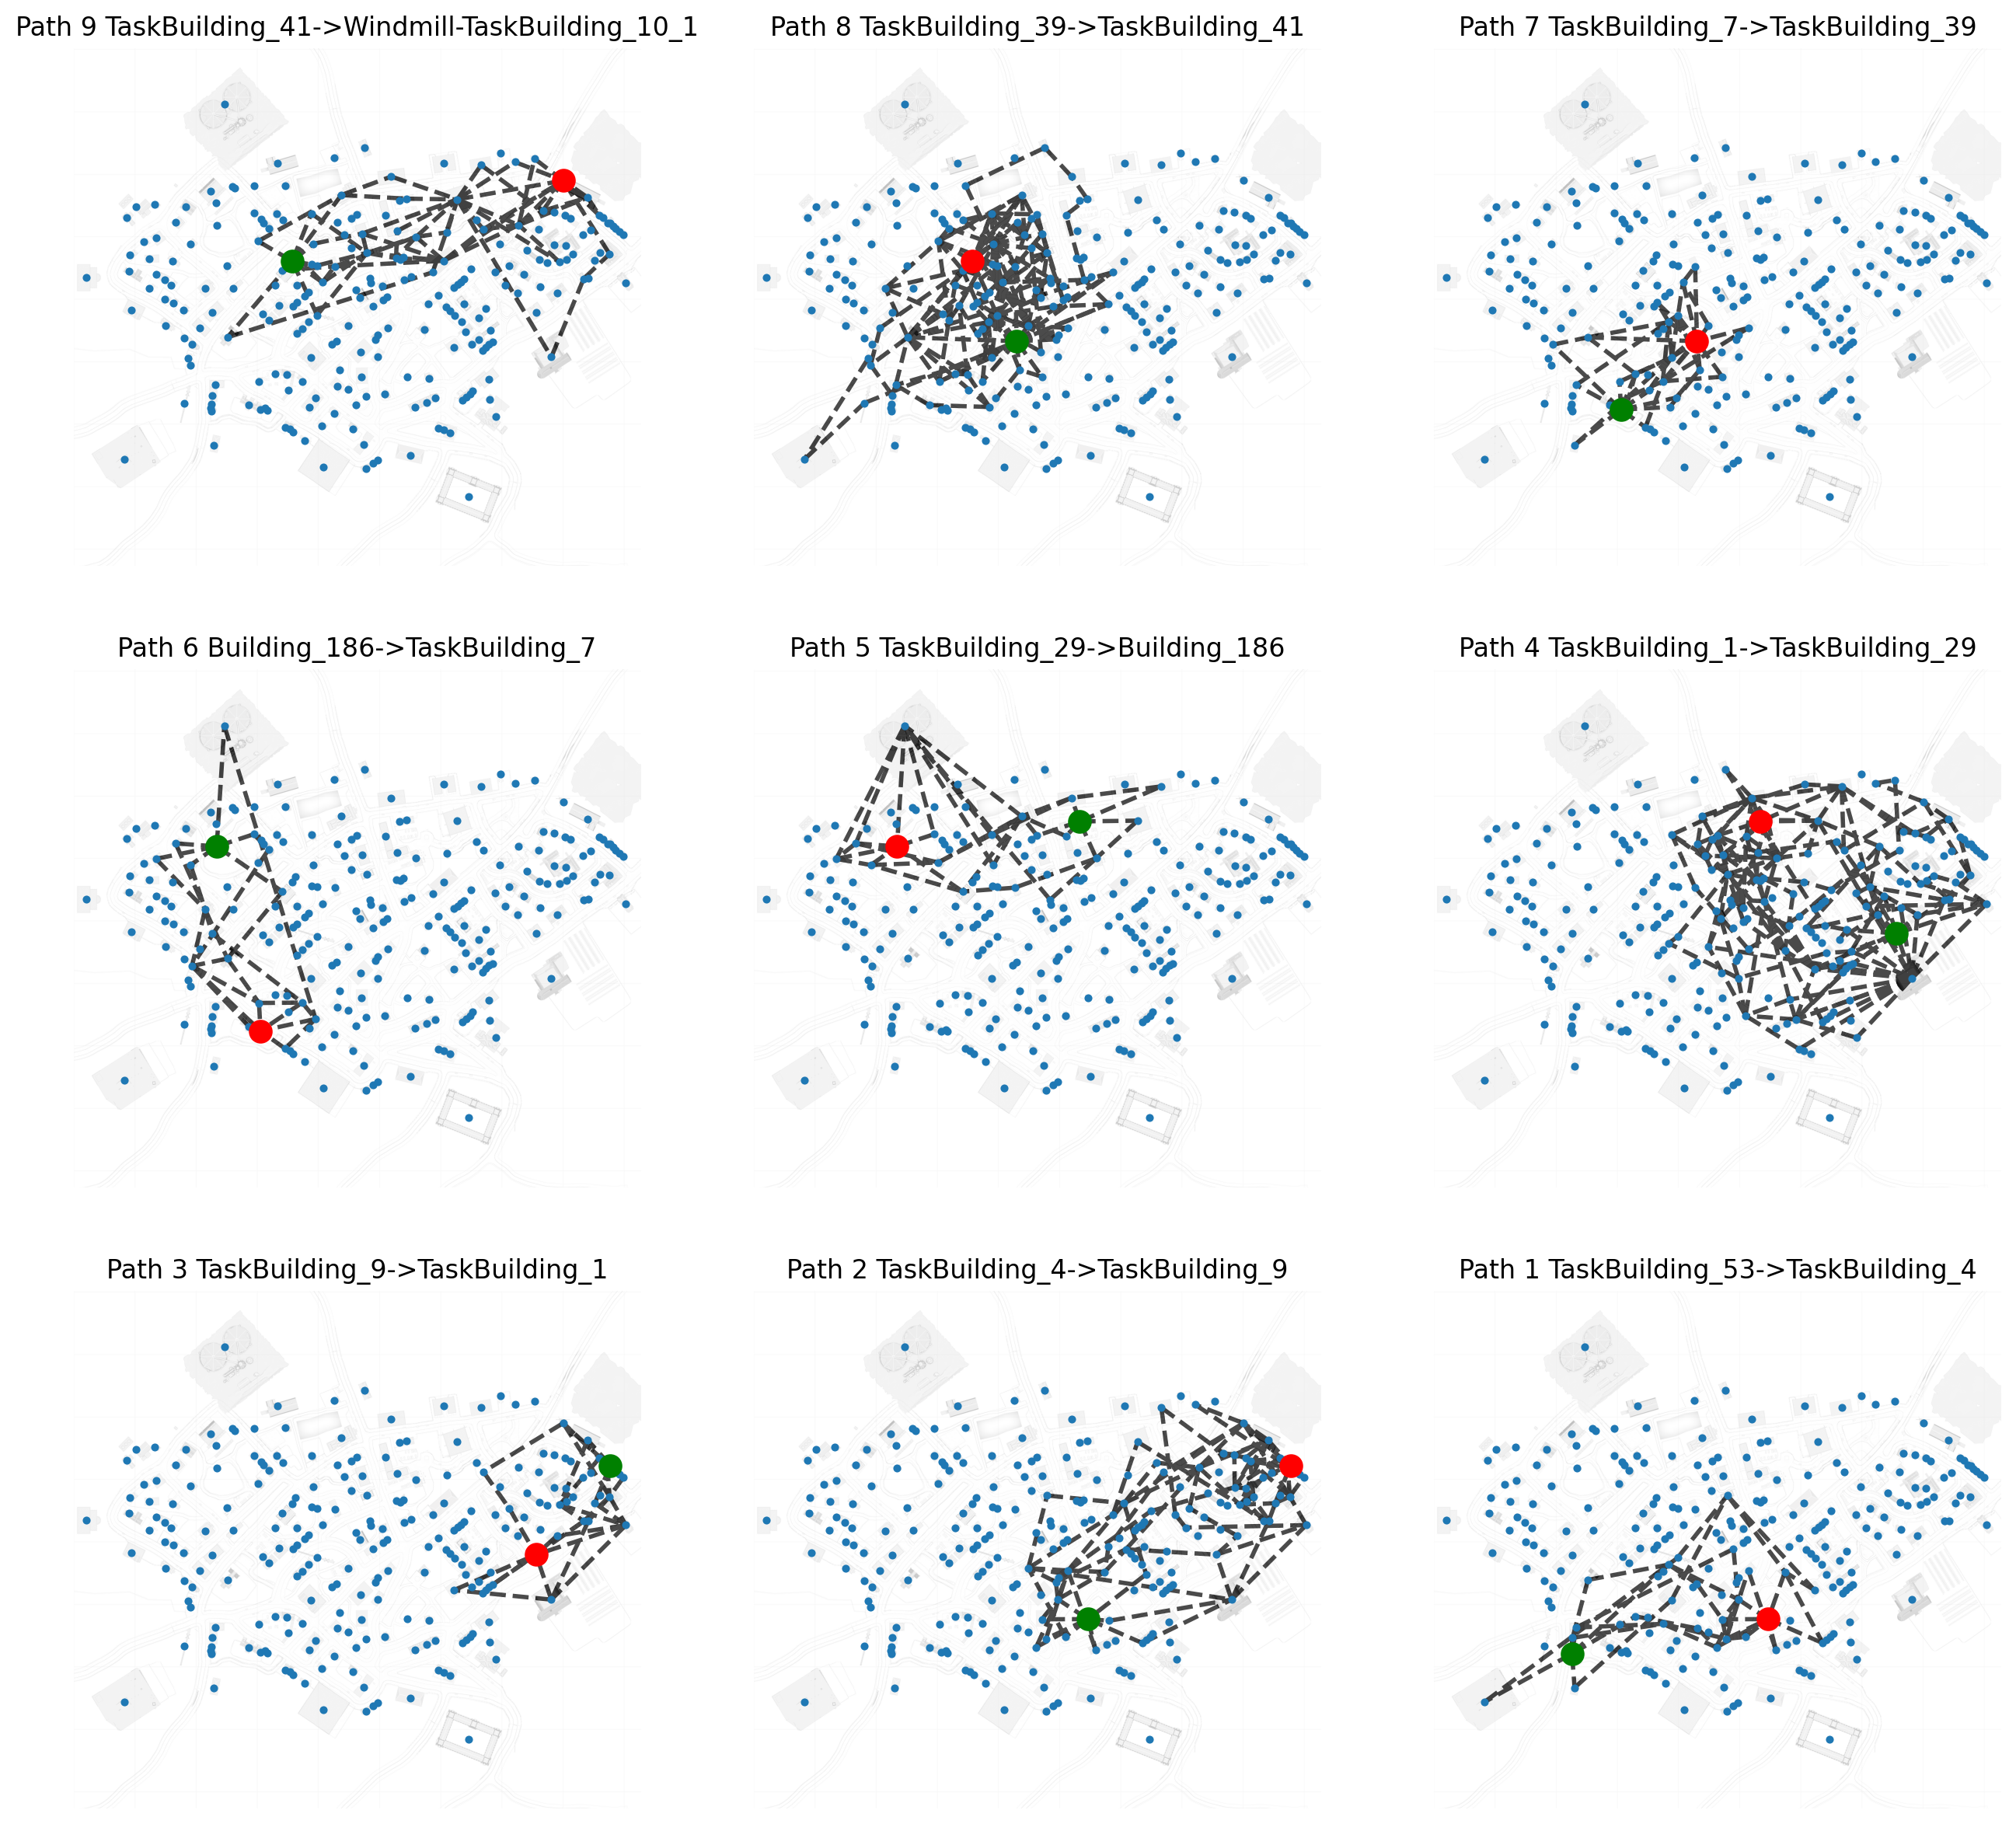 Path 9 TaskBuilding_41->Windmill-TaskBuilding_10_1
Path 8 TaskBuilding_39->TaskBuilding_41
Path 7 TaskBuilding_7->TaskBuilding_39
Path 6 Building_186->TaskBuilding_7
Path 5 TaskBuilding_29->Building_186
Path 4 TaskBuilding_1->TaskBuilding_29
Path 3 TaskBuilding_9->TaskBuilding_1
Path 2 TaskBuilding_4->TaskBuilding_9
Path 1 TaskBuilding_53->TaskBuilding_4